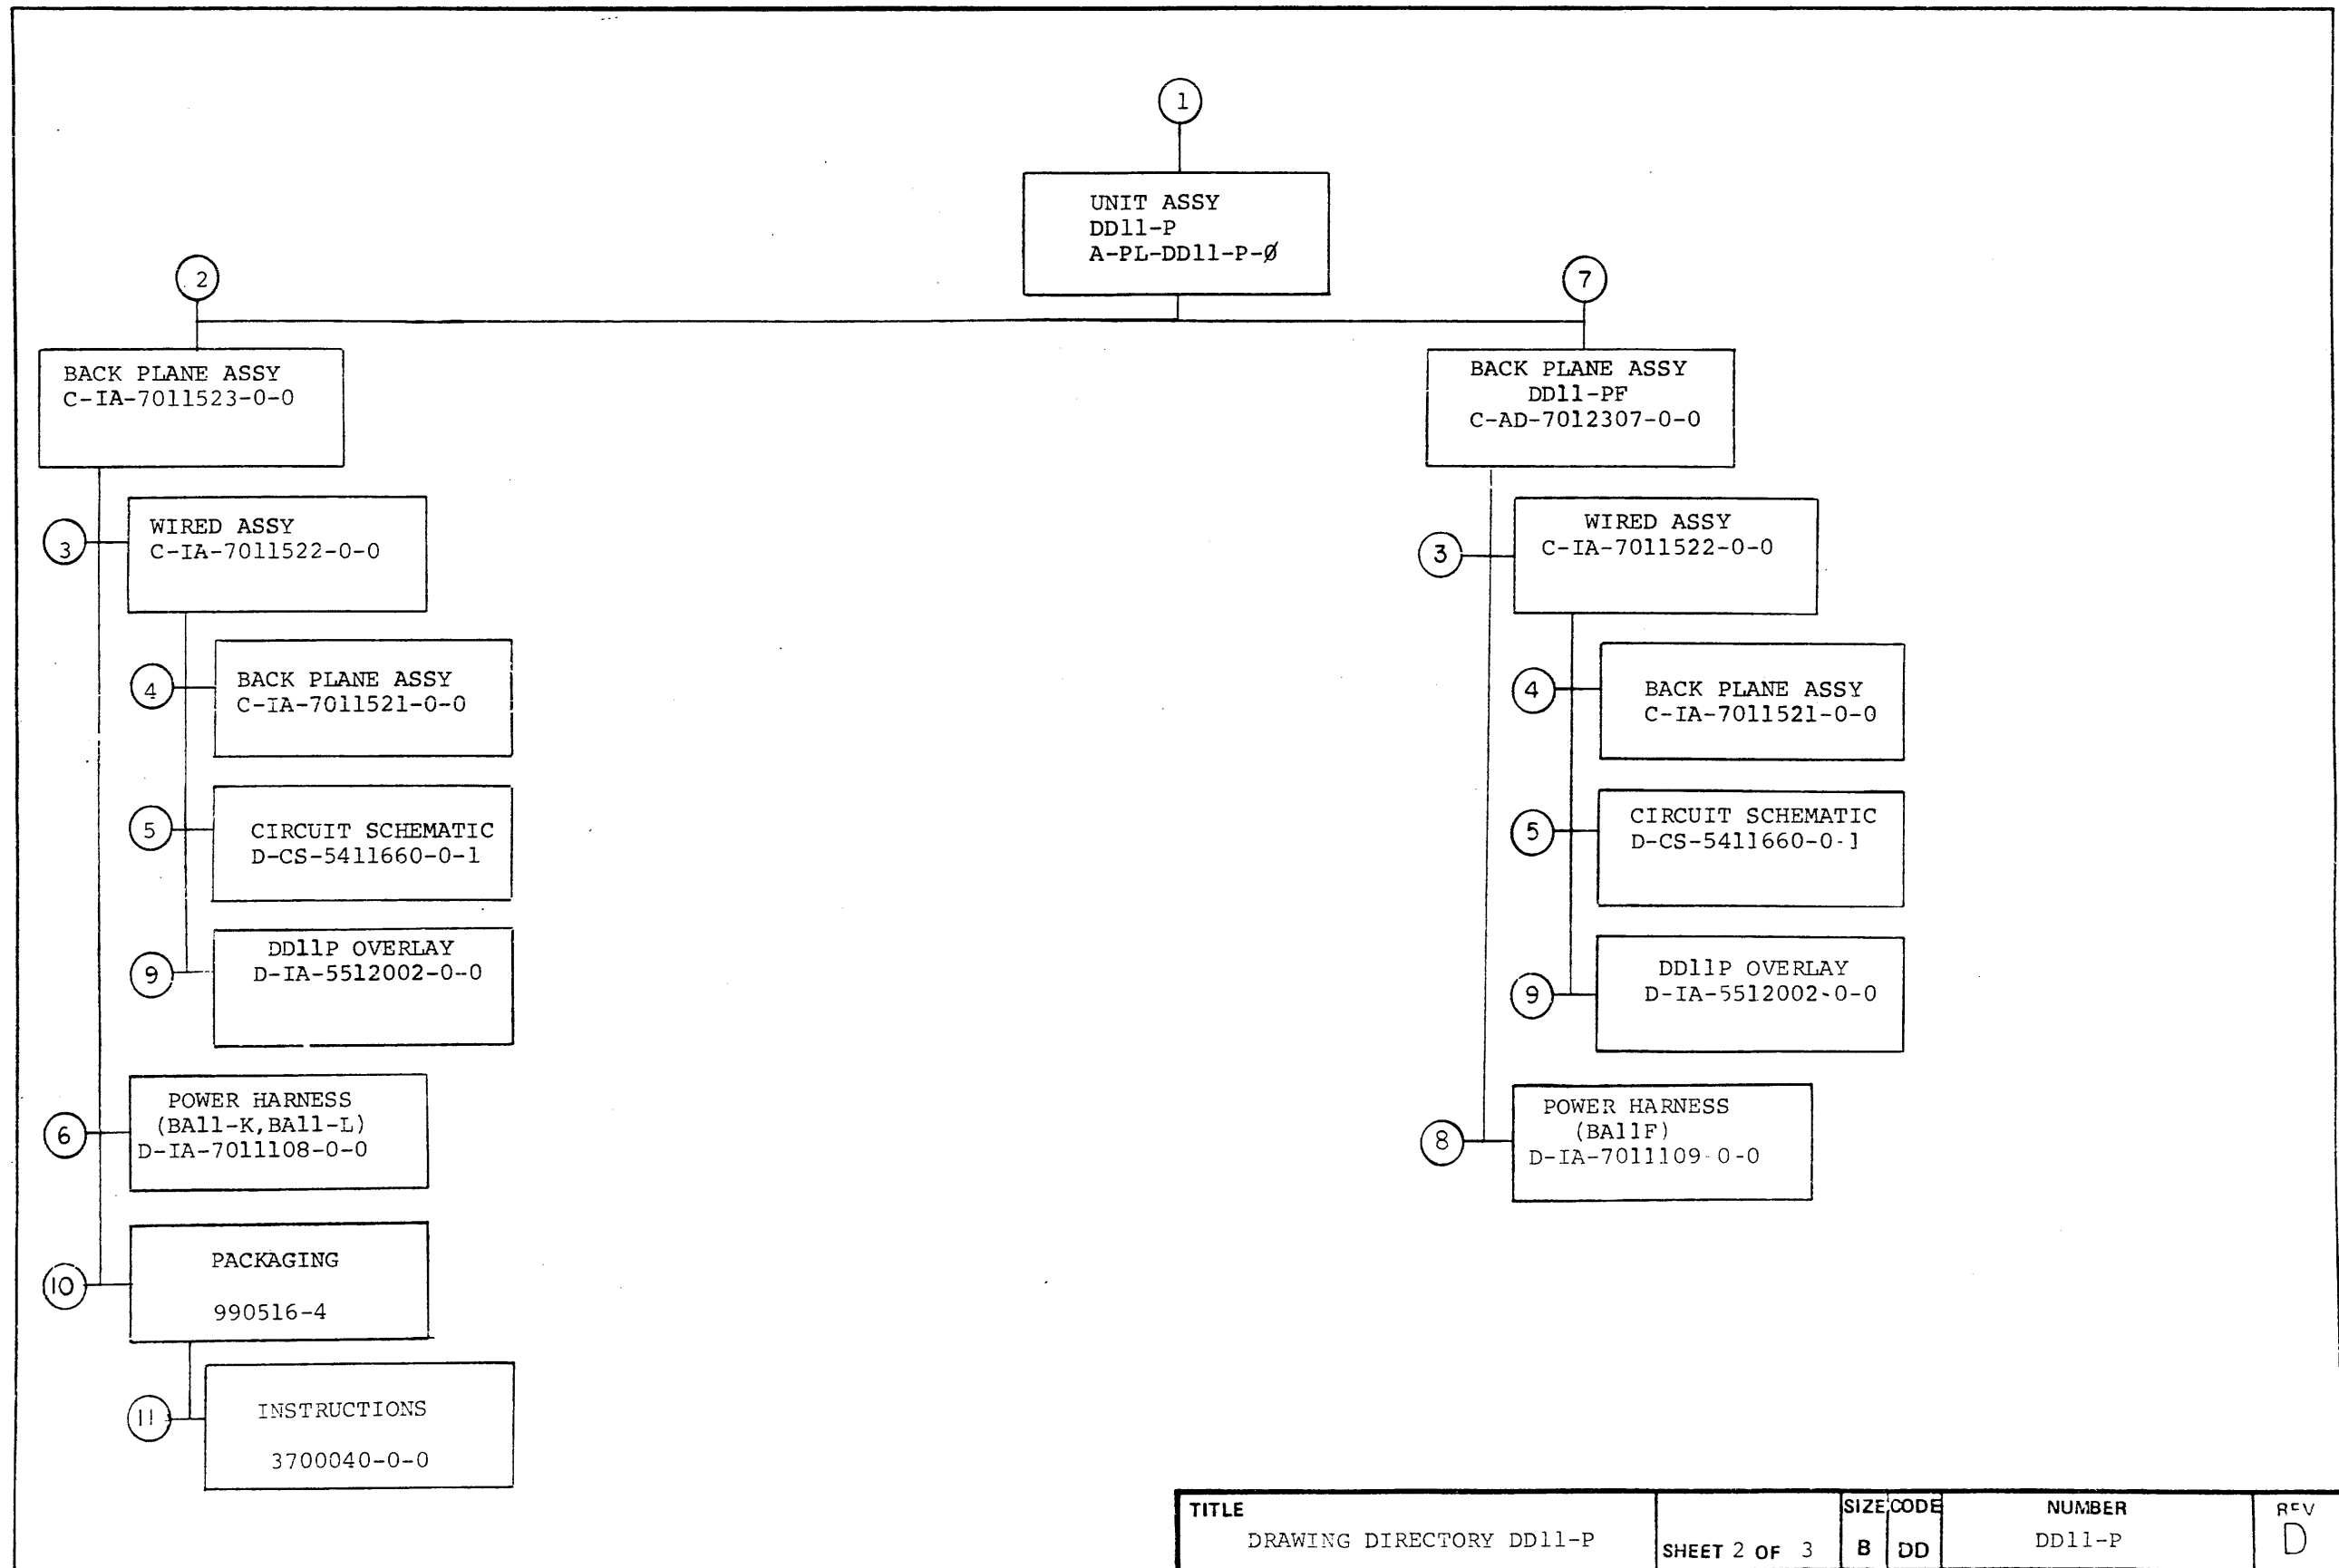 1
UNIT ASSY
DD11-P
A-PL-DD11-P-Ø
2
7
BACK PLANE ASSY
C-IA-7011523-0-0
3
WIRED ASSY
C-IA-7011522-0-0
4
BACK PLANE ASSY
C-IA-7011521-0-0
5
CIRCUIT SCHEMATIC
D-CS-5411660-0-1
9
DD11P OVERLAY
D-IA-5512002-0-0
6
POWER HARNESS
(BA11-K,BA11-L)
D-IA-7011108-0-0
10
PACKAGING
990516-4
11
INSTRUCTIONS
3700040-0-0
BACK PLANE ASSY
DD11-PF
C-AD-7012307-0-0
3
WIRED ASSY
C-IA-7011522-0-0
4
BACK PLANE ASSY
C-IA-7011521-0-0
5
CIRCUIT SCHEMATIC
D-CS-5411660-0-1
9
DD11P OVERLAY
D-IA-5512002-0-0
8
POWER HARNESS
(BA11F)
D-IA-7011109-0-0
TITLE
DRAWING DIRECTORY DD11-P
SHEET 2 OF 3
SIZE CODE
B DD
NUMBER
DD11-P
REV
D